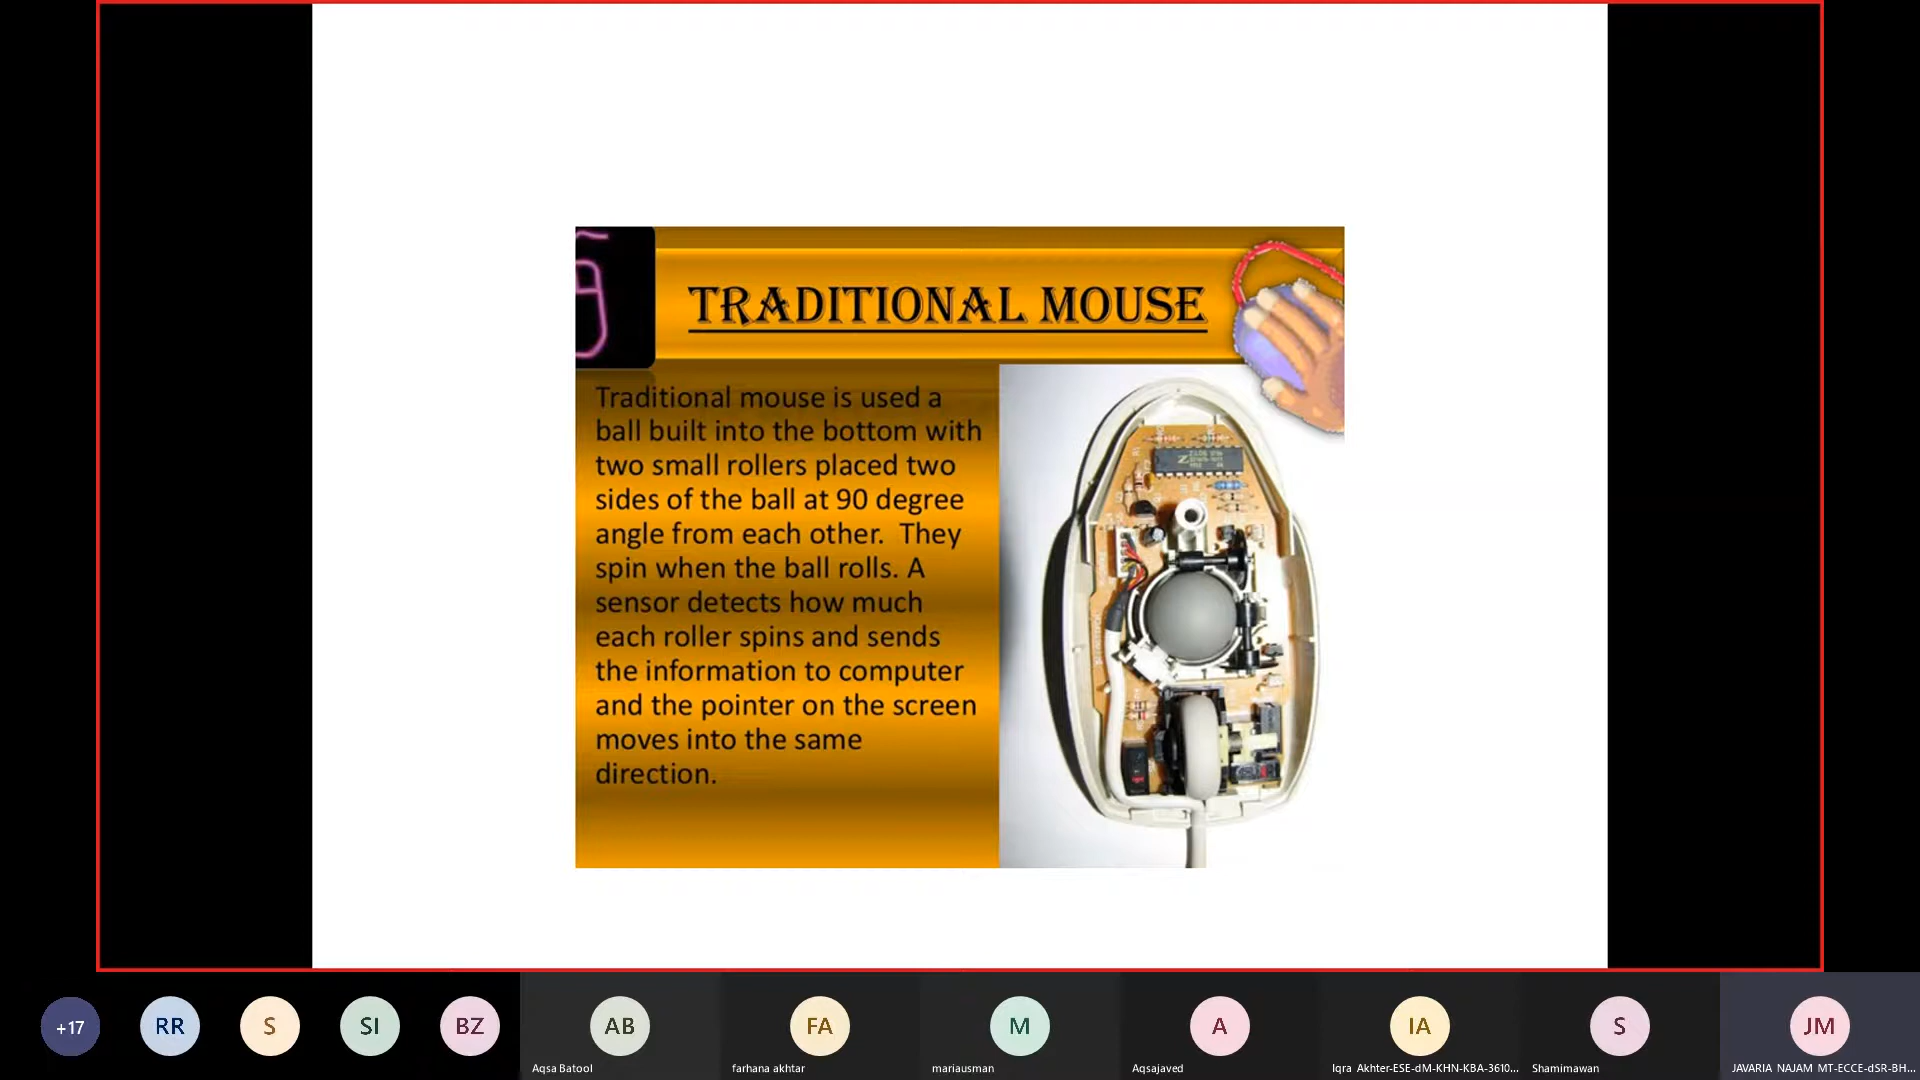 TRADITIONAL MOUSE
Traditional mouse is used a
ball built into the bottom with
two small rollers placed two
sides of the ball at 90 degree
angle from each other.  They
spin when the ball rolls. A
sensor detects how much
each roller spins and sends
the information to computer
and the pointer on the screen
moves into the same
direction.
+17
RR
S
SI
BZ
AB
FA
M
A
IA
S
JM
Aqsa Batool
farhana akhtar
mariausman
Aqsajaved
Iqra Akhter-ESE-dM-KHN-KBA-3610...
Shamimawan
JAVARIA NAJAM MT-ECCE-dSR-BH...